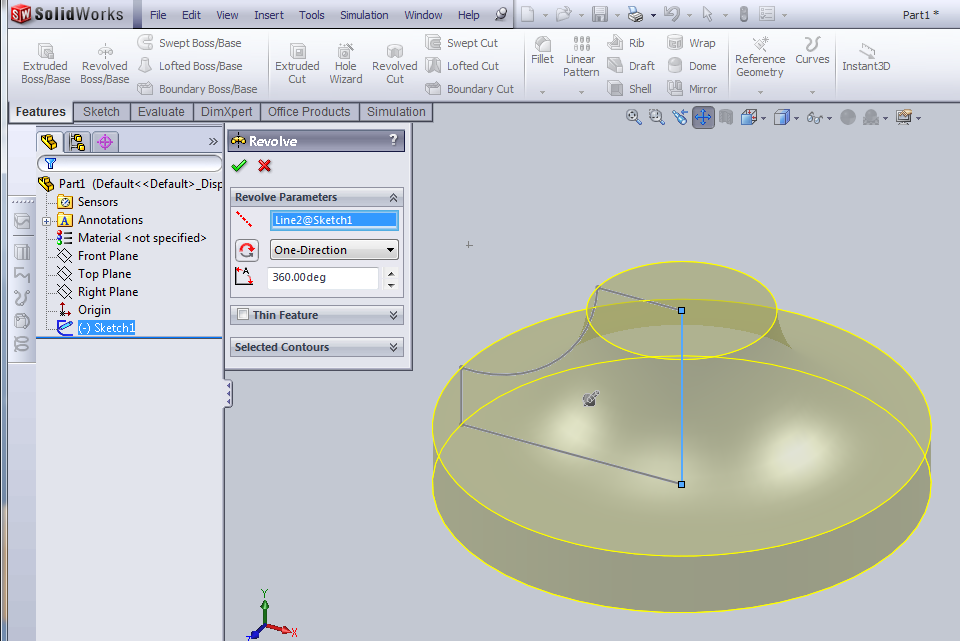 SW SolidWorks File Edit View Insert Tools Simulation Window Help Part1 *
Extruded Boss/Base Revolved Boss/Base Swept Boss/Base Lofted Boss/Base Boundary Boss/Base Extruded Cut Hole Wizard Revolved Cut Swept Cut Lofted Cut Boundary Cut Fillet Linear Pattern Rib Draft Shell Wrap Dome Mirror Reference Geometry Curves Instant3D
Features Sketch Evaluate DimXpert Office Products Simulation
Part1 (Default<<Default>_Disp
Sensors
A Annotations
Material <not specified>
Front Plane
Top Plane
Right Plane
Origin
(-) Sketch1
Revolve ?
Revolve Parameters
Line2@Sketch1
One-Direction
A 360.00deg
Thin Feature
Selected Contours
Y
X
Z